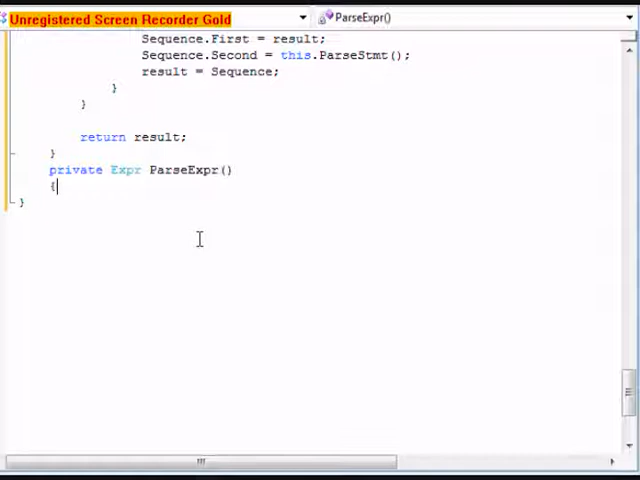 Unregistered Screen Recorder Gold
ParseExpr()
Sequence.First = result;
Sequence.Second = this.ParseStmt();
result = Sequence;
}
}
return result;
}
private Expr ParseExpr()
{
}